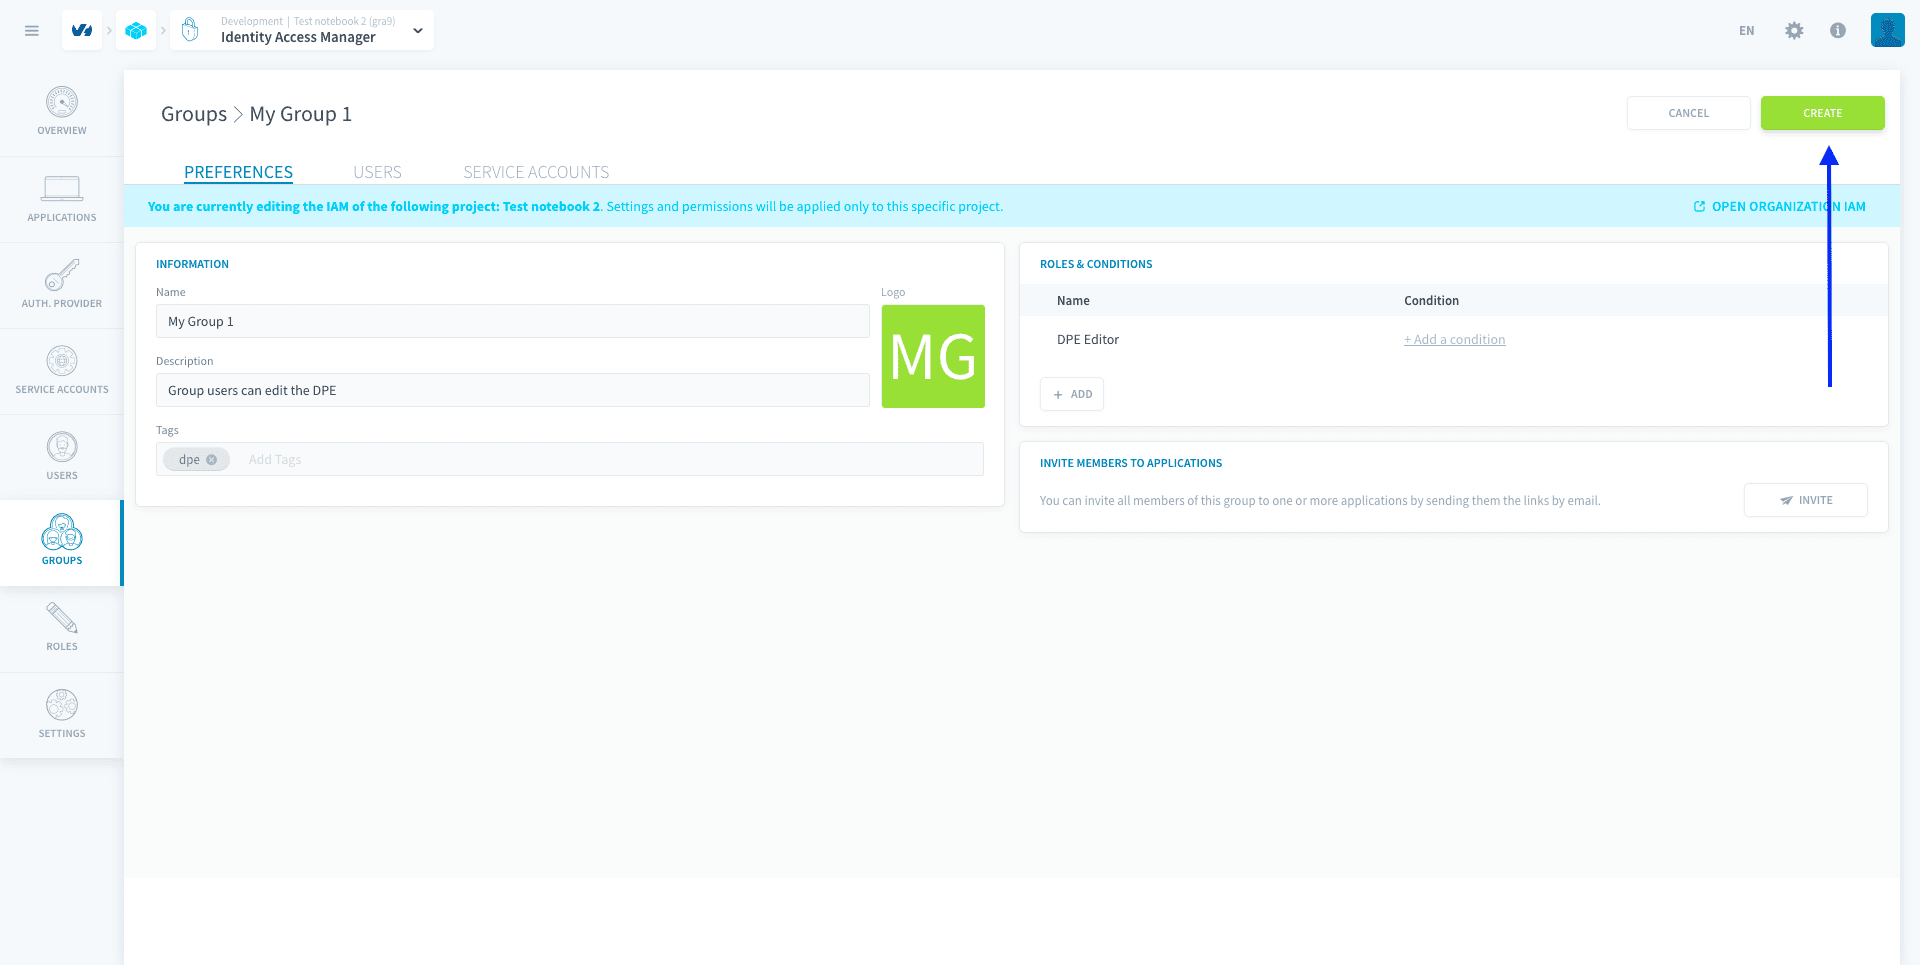 Development | Test notebook 2 (gra9)
Identity Access Manager
EN
OVERVIEW
APPLICATIONS
AUTH. PROVIDER
SERVICE ACCOUNTS
USERS
GROUPS
ROLES
SETTINGS
Groups > My Group 1
CANCEL
CREATE
PREFERENCES
USERS
SERVICE ACCOUNTS
You are currently editing the IAM of the following project: Test notebook 2. Settings and permissions will be applied only to this specific project.
OPEN ORGANIZATION IAM
INFORMATION
Name
My Group 1
Logo
MG
Description
Group users can edit the DPE
Tags
dpe
Add Tags
ROLES & CONDITIONS
Name
Condition
DPE Editor
+ Add a condition
+ ADD
INVITE MEMBERS TO APPLICATIONS
You can invite all members of this group to one or more applications by sending them the links by email.
INVITE